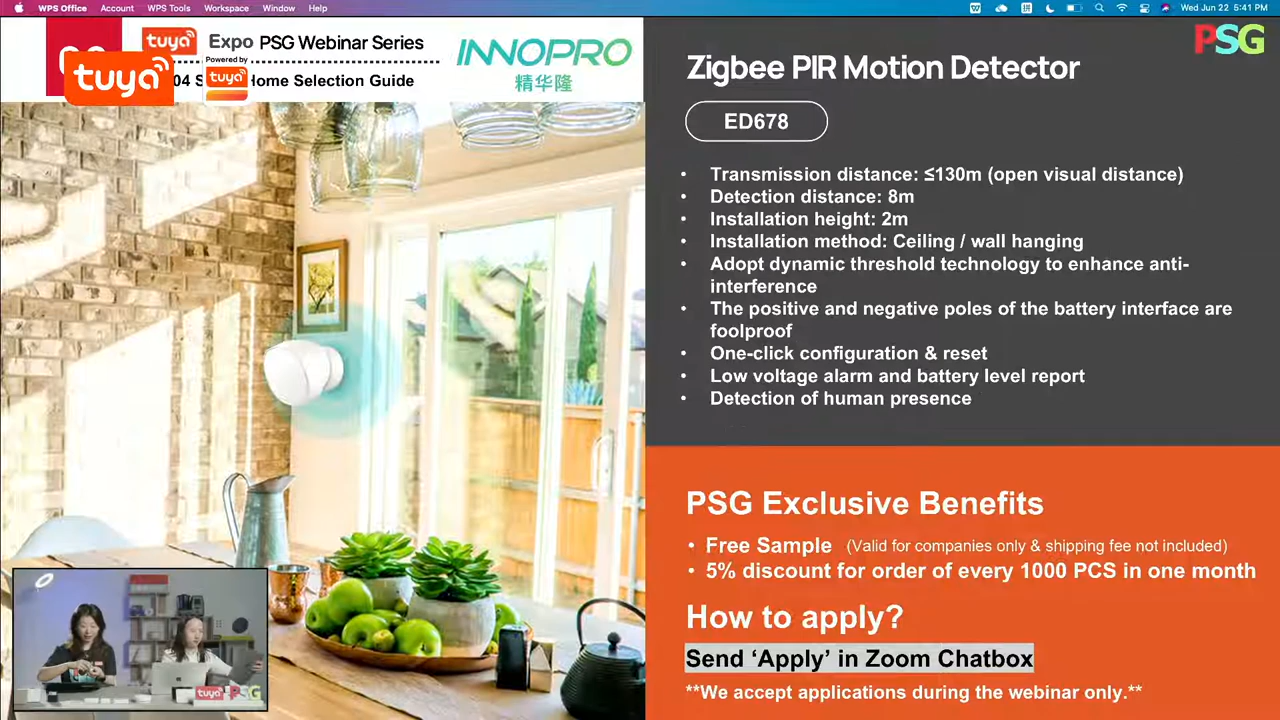 WPS Office Account WPS Tools Workspace Window Help
Wed Jun 22 5:41 PM
tuya Expo PSG Webinar Series
Powered by
tuya
tuya
04 Home Selection Guide
INNOPRO
精华隆
PSG
Zigbee PIR Motion Detector
ED678
• Transmission distance: ≤130m (open visual distance)
• Detection distance: 8m
• Installation height: 2m
• Installation method: Ceiling / wall hanging
• Adopt dynamic threshold technology to enhance anti-
interference
• The positive and negative poles of the battery interface are
foolproof
• One-click configuration & reset
• Low voltage alarm and battery level report
• Detection of human presence
PSG Exclusive Benefits
• Free Sample (Valid for companies only & shipping fee not included)
• 5% discount for order of every 1000 PCS in one month
How to apply?
Send ‘Apply’ in Zoom Chatbox
**We accept applications during the webinar only.**
tuya PSG